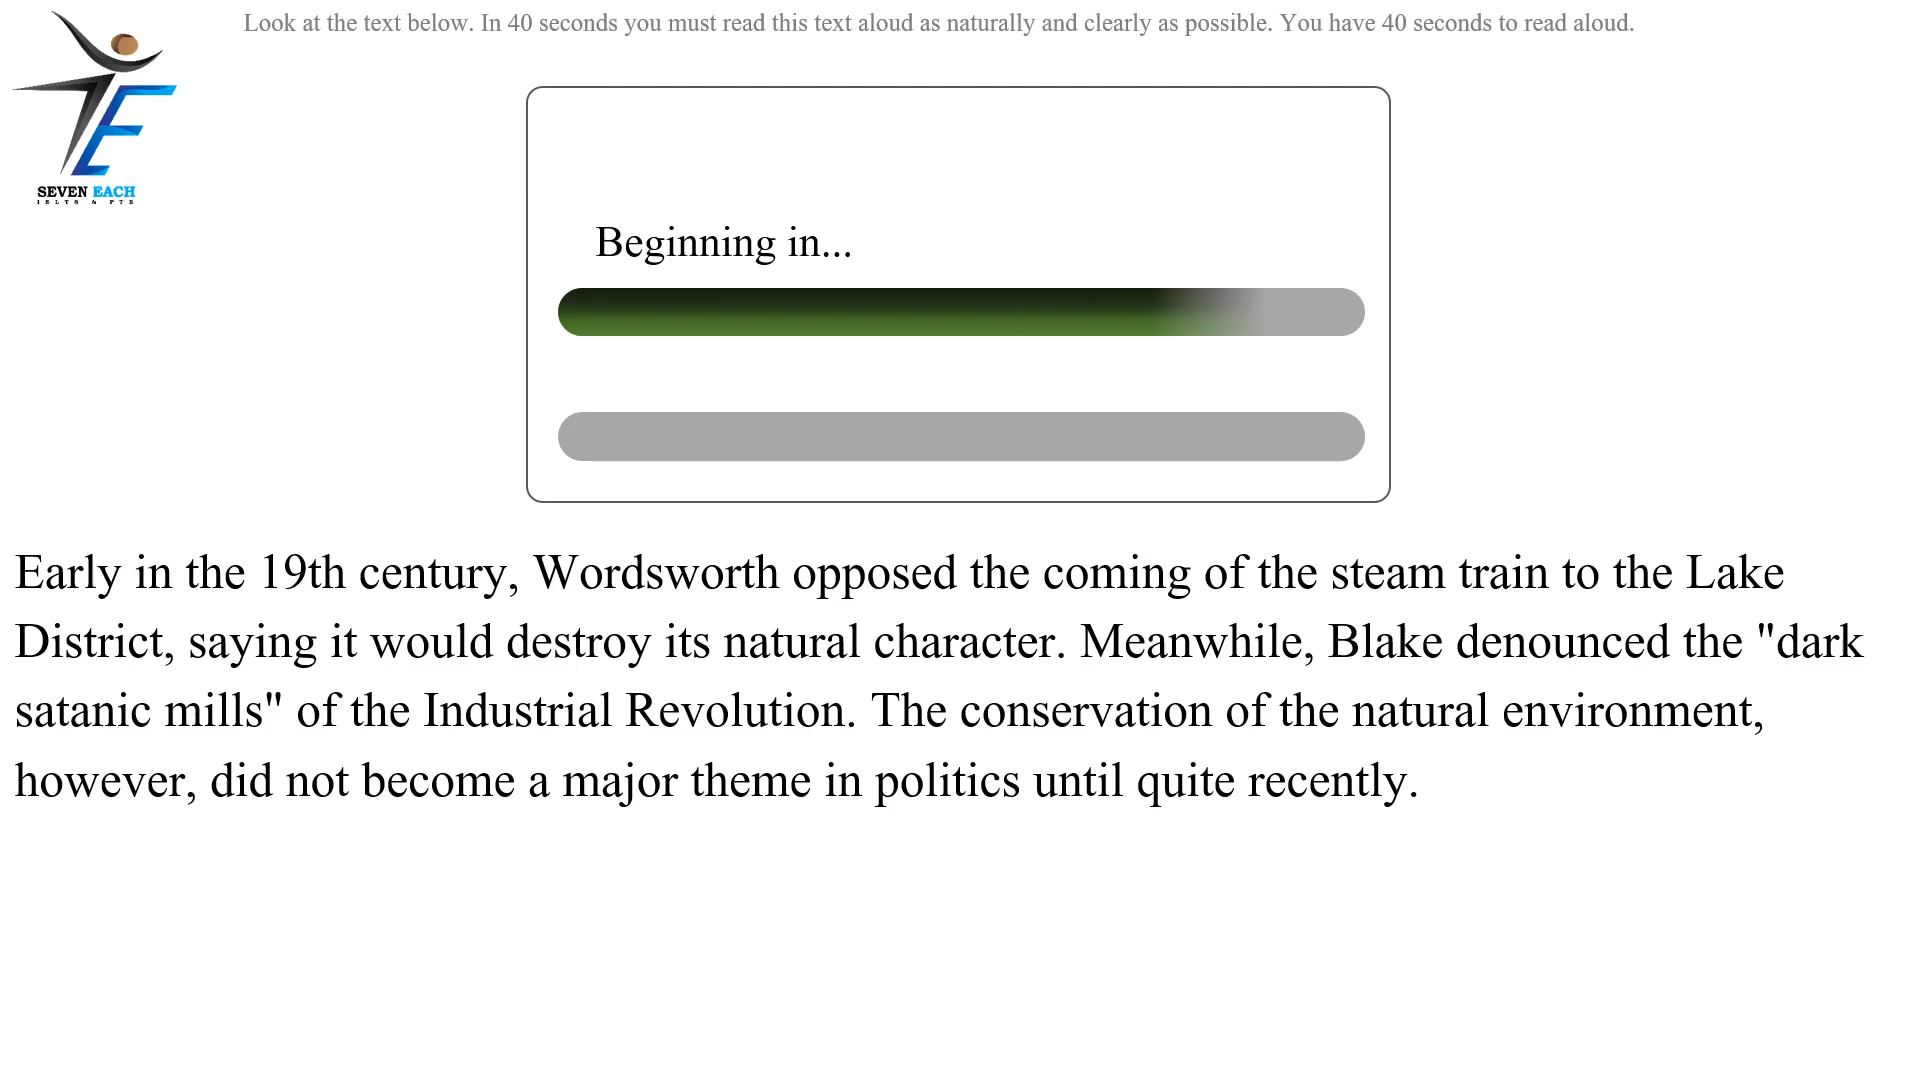 Look at the text below. In 40 seconds you must read this text aloud as naturally and clearly as possible. You have 40 seconds to read aloud.
SEVEN EACH
IELTS & PTE
Beginning in...
Early in the 19th century, Wordsworth opposed the coming of the steam train to the Lake
District, saying it would destroy its natural character. Meanwhile, Blake denounced the "dark
satanic mills" of the Industrial Revolution. The conservation of the natural environment,
however, did not become a major theme in politics until quite recently.